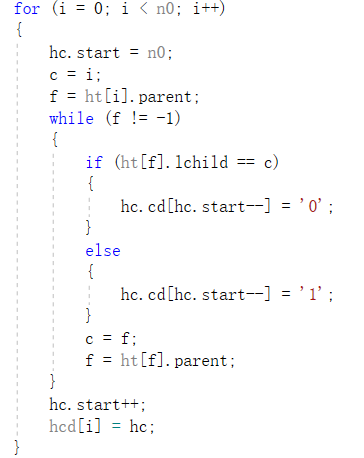 for (i = 0; i < n0; i++)
{
hc.start = n0;
c = i;
f = ht[i].parent;
while (f != -1)
{
if (ht[f].lchild == c)
{
hc.cd[hc.start--] = '0';
}
else
{
hc.cd[hc.start--] = '1';
}
c = f;
f = ht[f].parent;
}
hc.start++;
hcd[i] = hc;
}